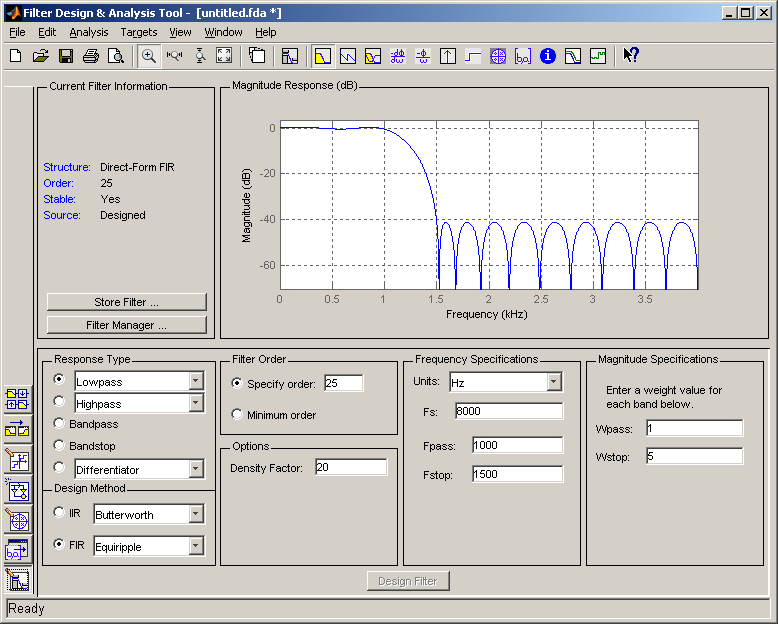 Filter Design & Analysis Tool - [untitled.fda *]
File Edit Analysis Targets View Window Help
Current Filter Information
Structure: Direct-Form FIR
Order: 25
Stable: Yes
Source: Designed
Store Filter ...
Filter Manager ...
Magnitude Response (dB)
Magnitude (dB)
0
-20
-40
-60
0 0.5 1 1.5 2 2.5 3 3.5
Frequency (kHz)
Response Type
Lowpass
Highpass
Bandpass
Bandstop
Differentiator
Design Method
IIR Butterworth
FIR Equiripple
Filter Order
Specify order: 25
Minimum order
Options
Density Factor: 20
Frequency Specifications
Units: Hz
Fs: 8000
Fpass: 1000
Fstop: 1500
Magnitude Specifications
Enter a weight value for
each band below.
Wpass: 1
Wstop: 5
Design Filter
Ready